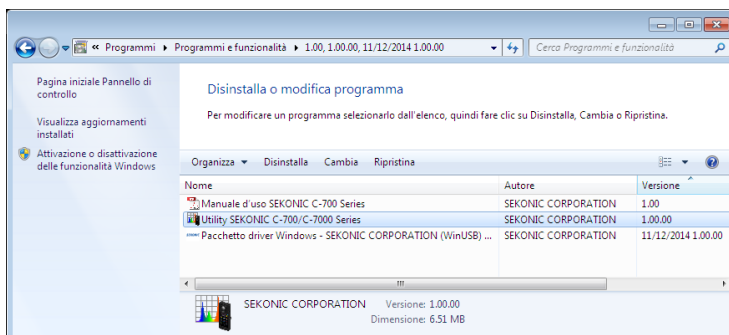 « Programmi ▸ Programmi e funzionalità ▸ 1.00, 1.00.00, 11/12/2014 1.00.00
Cerca Programmi e funzionalità
Pagina iniziale Pannello di
controllo
Visualizza aggiornamenti
installati
Attivazione o disattivazione
delle funzionalità Windows
Disinstalla o modifica programma
Per modificare un programma selezionarlo dall'elenco, quindi fare clic su Disinstalla, Cambia o
Ripristina.
Organizza Disinstalla Cambia Ripristina
Nome Autore Versione
Manuale d'uso SEKONIC C-700 Series SEKONIC CORPORATION 1.00
Utility SEKONIC C-700/C-7000 Series SEKONIC CORPORATION 1.00.00
Pacchetto driver Windows - SEKONIC CORPORATION (WinUSB) ... SEKONIC CORPORATION 11/12/2014 1.00.00
SEKONIC CORPORATION Versione: 1.00.00
Dimensione: 6.51 MB